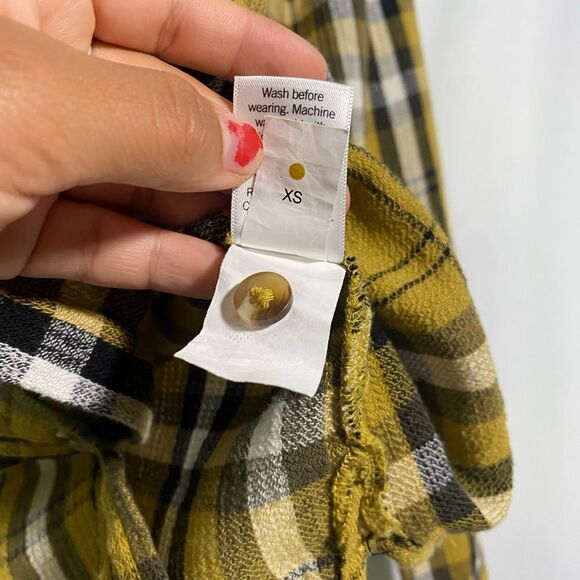 Wash before
wearing. Machine
XS